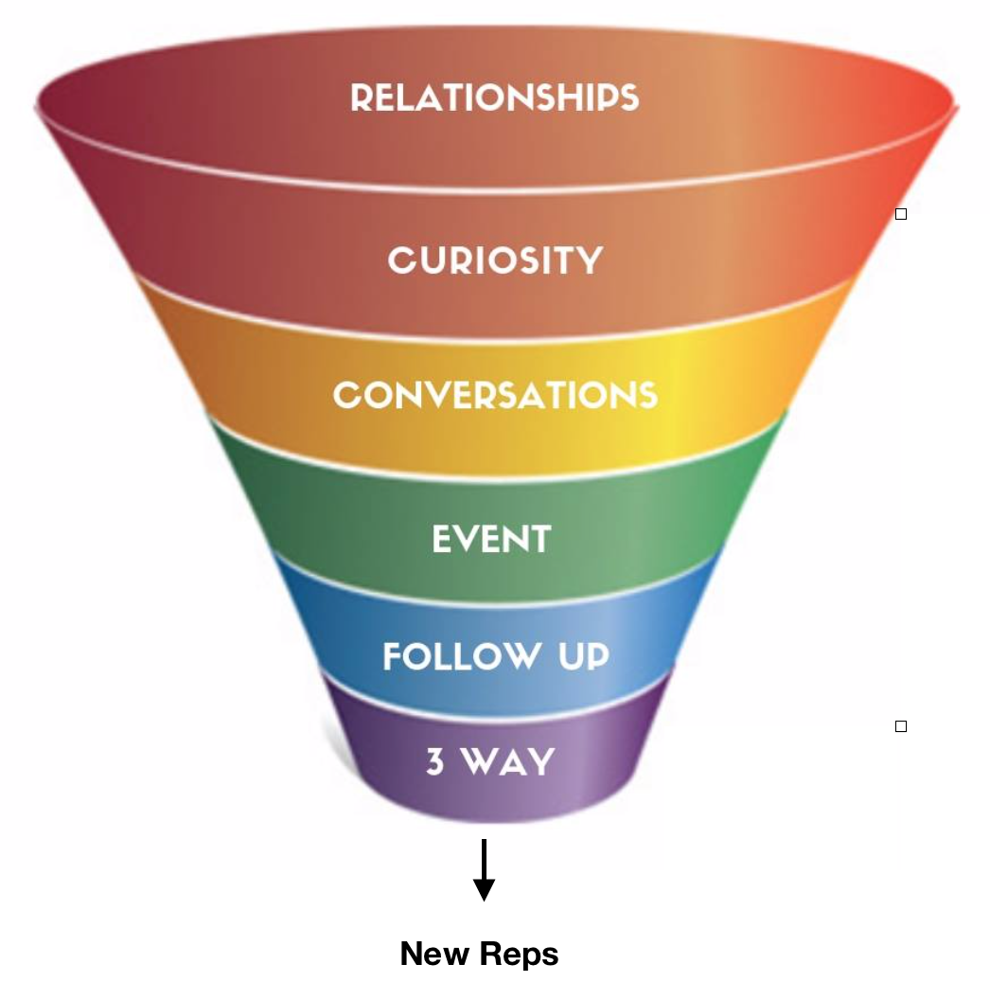 RELATIONSHIPS
CURIOSITY
CONVERSATIONS
EVENT
FOLLOW UP
3 WAY
New Reps